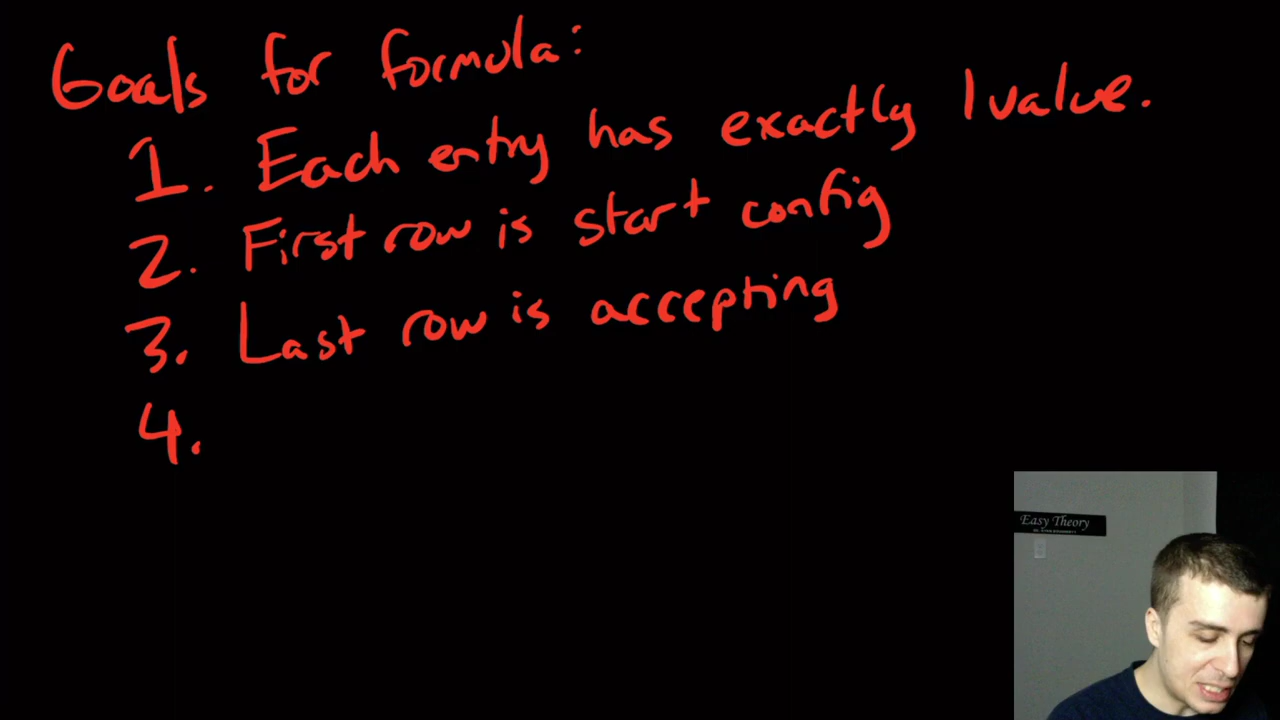 Goals for formula:
1. Each entry has exactly 1 value.
2. First row is start config
3. Last row is accepting
4.
Easy Theory